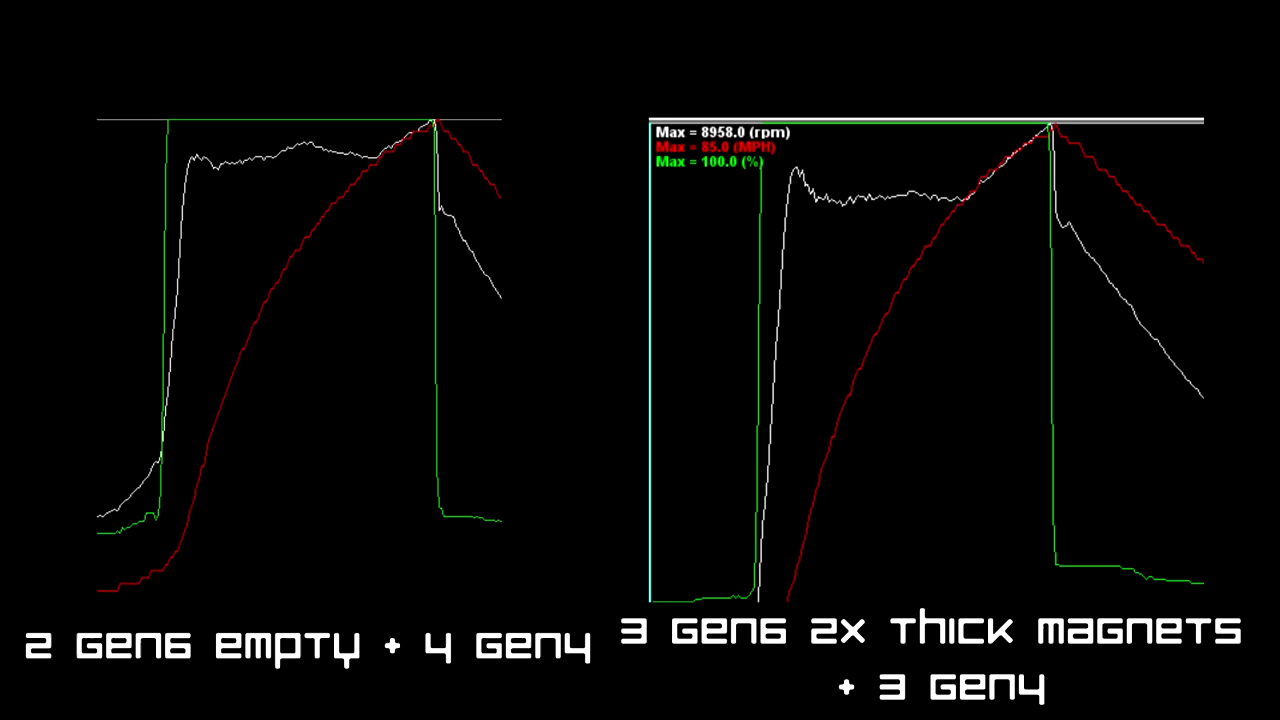 Max = 8958.0 (rpm)
Max = 85.0 (MPH)
Max = 100.0 (%)
2 Gen6 empty + 4 Gen4
3 Gen6 2x thick magnets
+ 3 Gen4